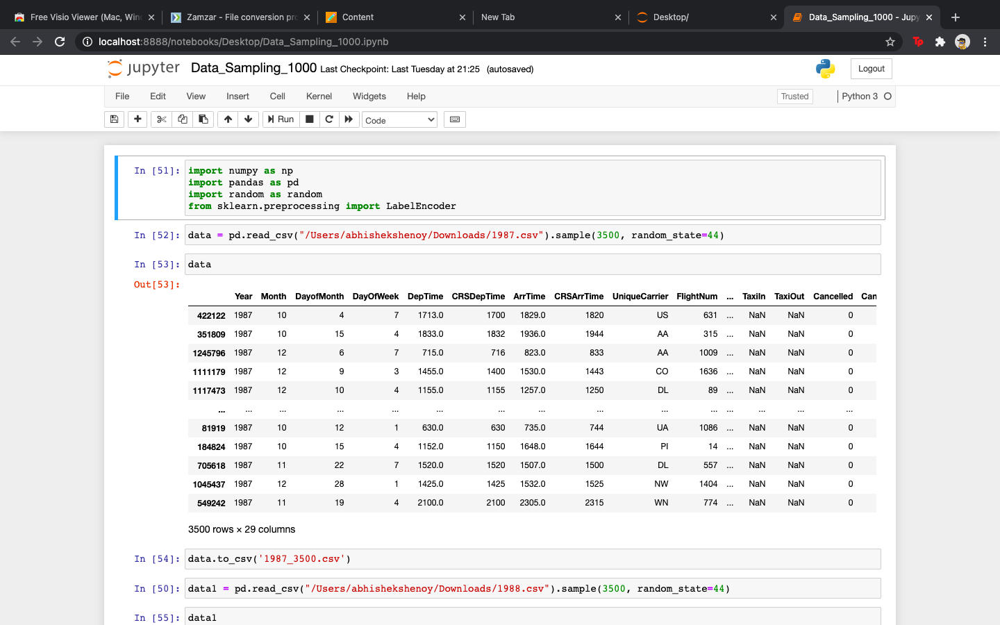 Free Visio Viewer (Mac, Win
Zamzar - File conversion pro
Content
New Tab
Desktop/
Data_Sampling_1000 - Jupy
localhost:8888/notebooks/Desktop/Data_Sampling_1000.ipynb
Tp
jupyter Data_Sampling_1000 Last Checkpoint: Last Tuesday at 21:25 (autosaved)
Logout
File Edit View Insert Cell Kernel Widgets Help
Trusted
Python 3
Run
Code
In [51]: import numpy as np
import pandas as pd
import random as random
from sklearn.preprocessing import LabelEncoder
In [52]: data = pd.read_csv("/Users/abhishekshenoy/Downloads/1987.csv").sample(3500, random_state=44)
In [53]: data
Out[53]:
Year Month DayofMonth DayOfWeek DepTime CRSDepTime ArrTime CRSArrTime UniqueCarrier FlightNum ... TaxiIn TaxiOut Cancelled Can
422122 1987 10 4 7 1713.0 1700 1829.0 1820 US 631 ... NaN NaN 0
351809 1987 10 15 4 1833.0 1832 1936.0 1944 AA 315 ... NaN NaN 0
1245796 1987 12 6 7 715.0 716 823.0 833 AA 1009 ... NaN NaN 0
1111179 1987 12 9 3 1455.0 1400 1530.0 1443 CO 1636 ... NaN NaN 0
1117473 1987 12 10 4 1155.0 1155 1257.0 1250 DL 89 ... NaN NaN 0
... ... ... ... ... ... ... ... ... ... ... ... ... ... ...
81919 1987 10 12 1 630.0 630 735.0 744 UA 1086 ... NaN NaN 0
184824 1987 10 15 4 1152.0 1150 1648.0 1644 PI 14 ... NaN NaN 0
705618 1987 11 22 7 1520.0 1520 1507.0 1500 DL 557 ... NaN NaN 0
1045437 1987 12 28 1 1425.0 1425 1532.0 1525 NW 1404 ... NaN NaN 0
549242 1987 11 19 4 2100.0 2100 2305.0 2315 WN 774 ... NaN NaN 0
3500 rows × 29 columns
In [54]: data.to_csv('1987_3500.csv')
In [50]: data1 = pd.read_csv("/Users/abhishekshenoy/Downloads/1988.csv").sample(3500, random_state=44)
In [55]: data1